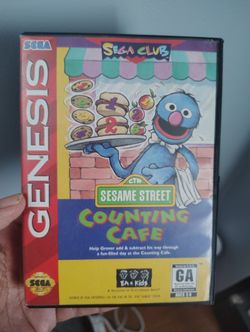 SEGA
GENESIS
SEGA CLUB
CTW
SESAME STREET
COUNTING
CAFE
Help Grover add & subtract his way through
a fun-filled day at the Counting Cafe.
EA★Kids
GA
SEGA